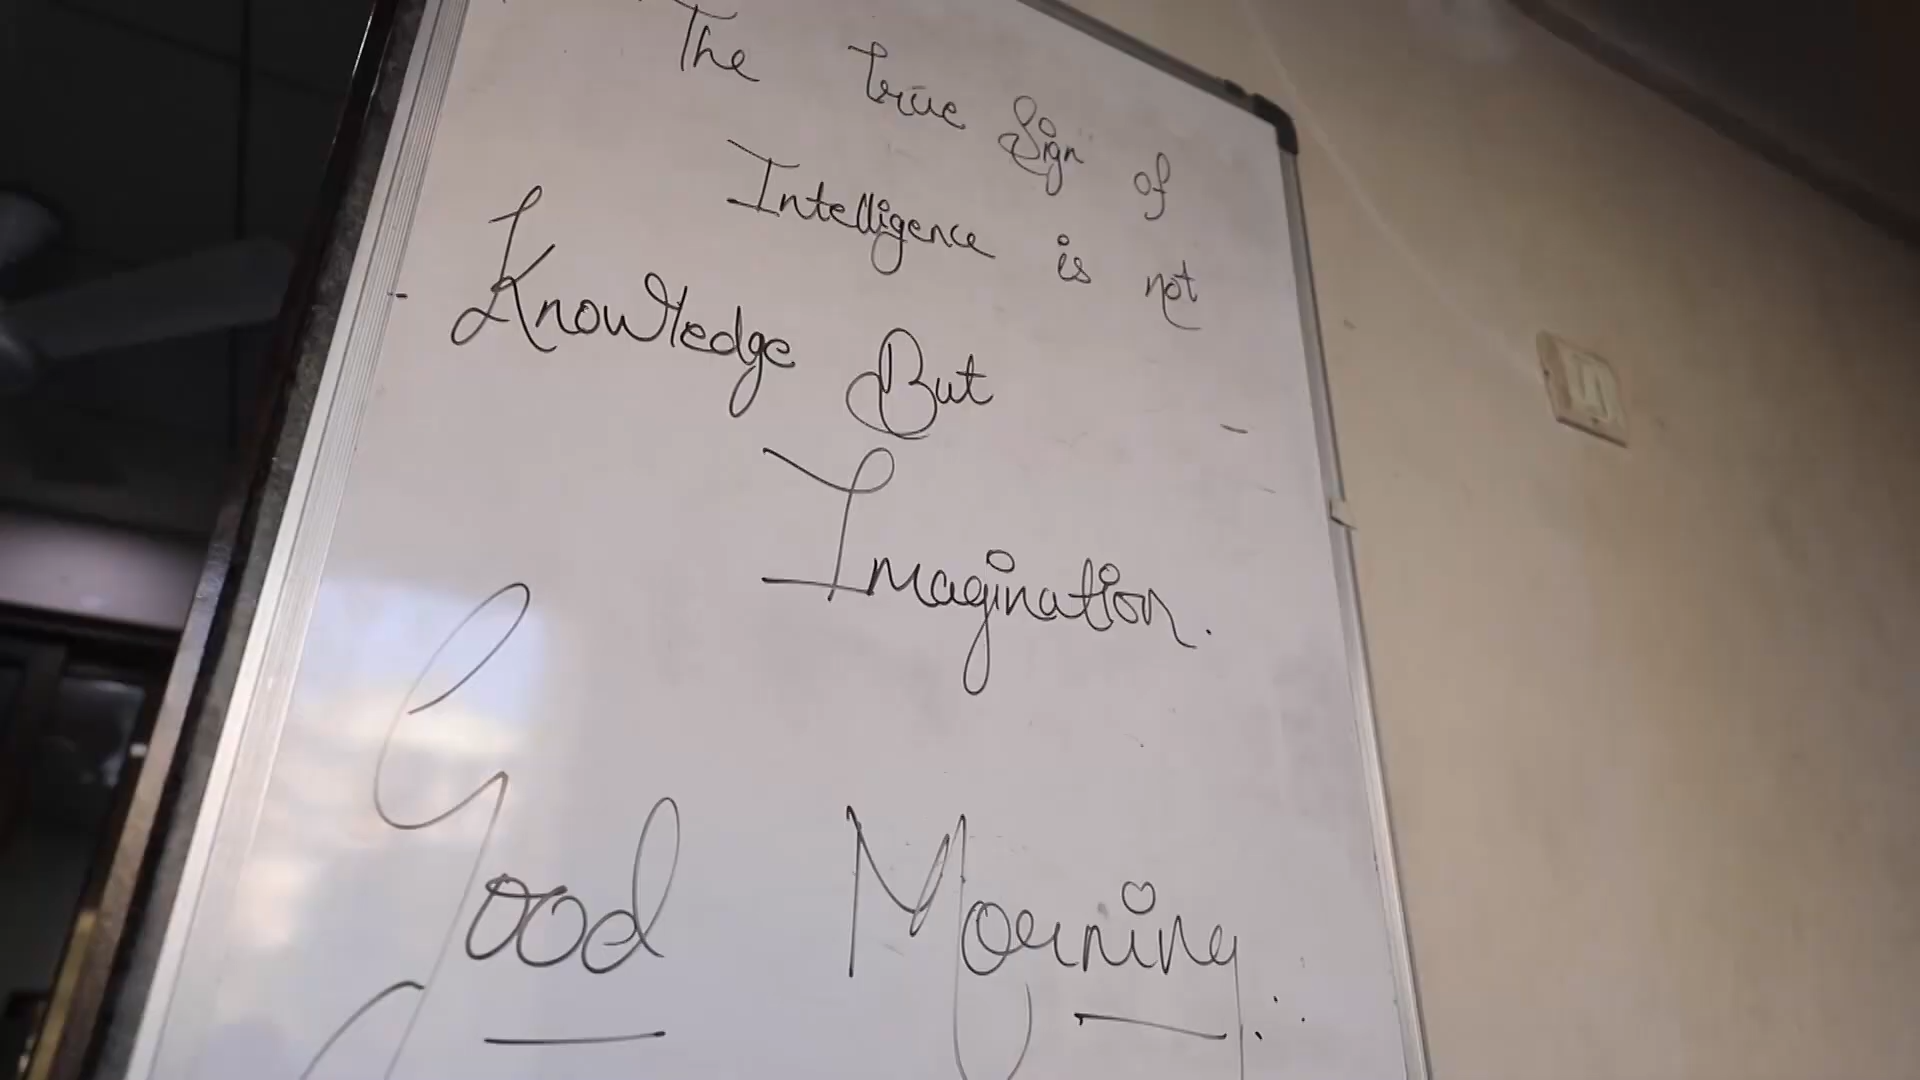 The true Sign of
Intelligence is not
Knowledge But
Imagination.
Good Morning